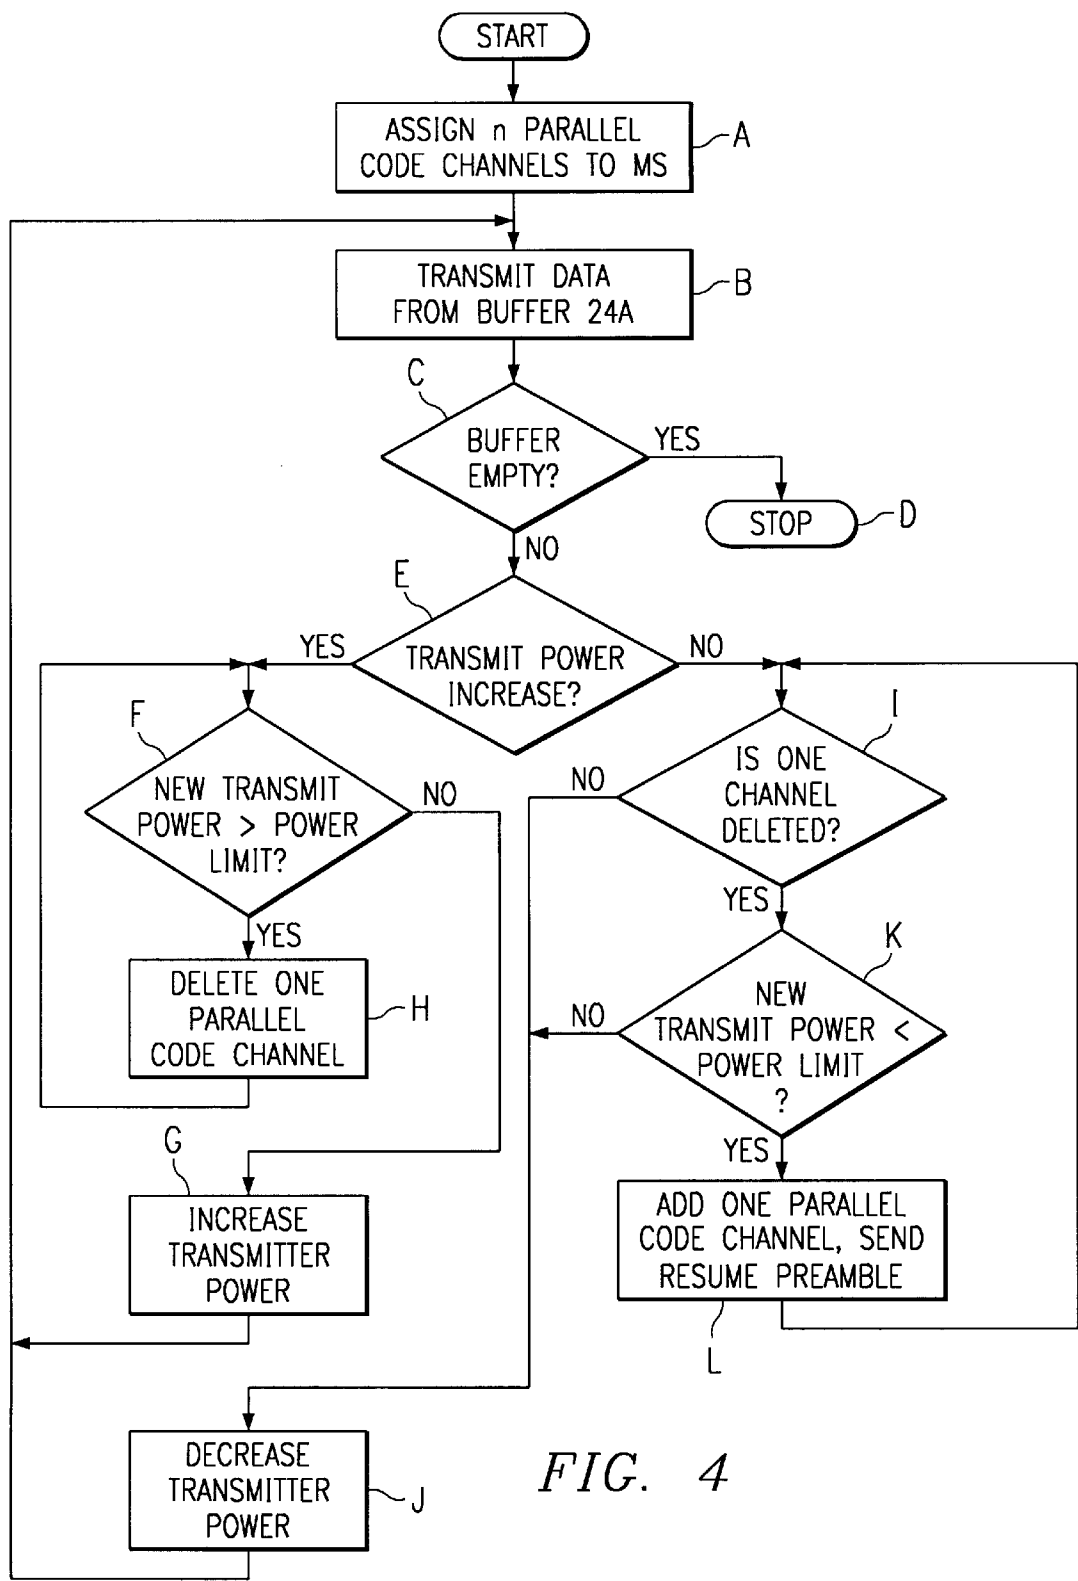 START
ASSIGN n PARALLEL
CODE CHANNELS TO MS
A
TRANSMIT DATA
FROM BUFFER 24A
B
C
BUFFER
EMPTY?
YES
STOP
D
NO
E
TRANSMIT POWER
INCREASE?
YES
NO
F
NEW TRANSMIT
POWER > POWER
LIMIT?
NO
YES
I
IS ONE
CHANNEL
DELETED?
NO
YES
DELETE ONE
PARALLEL
CODE CHANNEL
H
K
NEW
TRANSMIT POWER <
POWER LIMIT
?
NO
YES
G
INCREASE
TRANSMITTER
POWER
ADD ONE PARALLEL
CODE CHANNEL, SEND
RESUME PREAMBLE
L
DECREASE
TRANSMITTER
POWER
J
FIG. 4